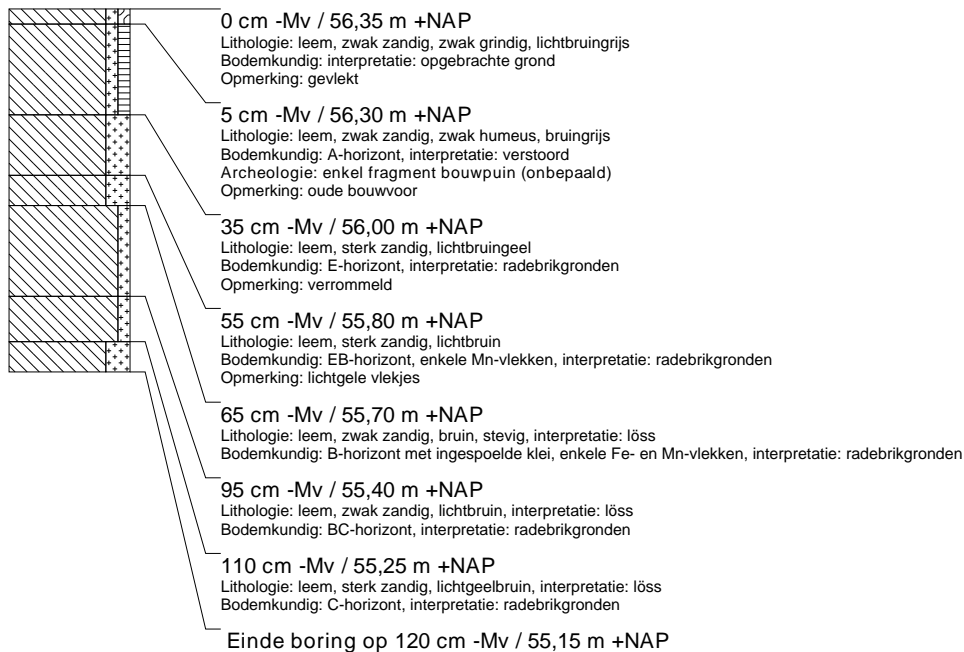 0 cm -Mv / 56,35 m +NAP
Lithologie: leem, zwak zandig, zwak grindig, lichtbruingrijs
Bodemkundig: interpretatie: opgebrachte grond
Opmerking: gevlekt
5 cm -Mv / 56,30 m +NAP
Lithologie: leem, zwak zandig, zwak humeus, bruingrijs
Bodemkundig: A-horizont, interpretatie: verstoord
Archeologie: enkel fragment bouwpuin (onbepaald)
Opmerking: oude bouwvoor
35 cm -Mv / 56,00 m +NAP
Lithologie: leem, sterk zandig, lichtbruingeel
Bodemkundig: E-horizont, interpretatie: radebrikgronden
Opmerking: verrommeld
55 cm -Mv / 55,80 m +NAP
Lithologie: leem, sterk zandig, lichtbruin
Bodemkundig: EB-horizont, enkele Mn-vlekken, interpretatie: radebrikgronden
Opmerking: lichtgele vlekjes
65 cm -Mv / 55,70 m +NAP
Lithologie: leem, zwak zandig, bruin, stevig, interpretatie: löss
Bodemkundig: B-horizont met ingespoelde klei, enkele Fe- en Mn-vlekken, interpretatie: radebrikgronden
95 cm -Mv / 55,40 m +NAP
Lithologie: leem, zwak zandig, lichtbruin, interpretatie: löss
Bodemkundig: BC-horizont, interpretatie: radebrikgronden
110 cm -Mv / 55,25 m +NAP
Lithologie: leem, sterk zandig, lichtgeelbruin, interpretatie: löss
Bodemkundig: C-horizont, interpretatie: radebrikgronden
Einde boring op 120 cm -Mv / 55,15 m +NAP